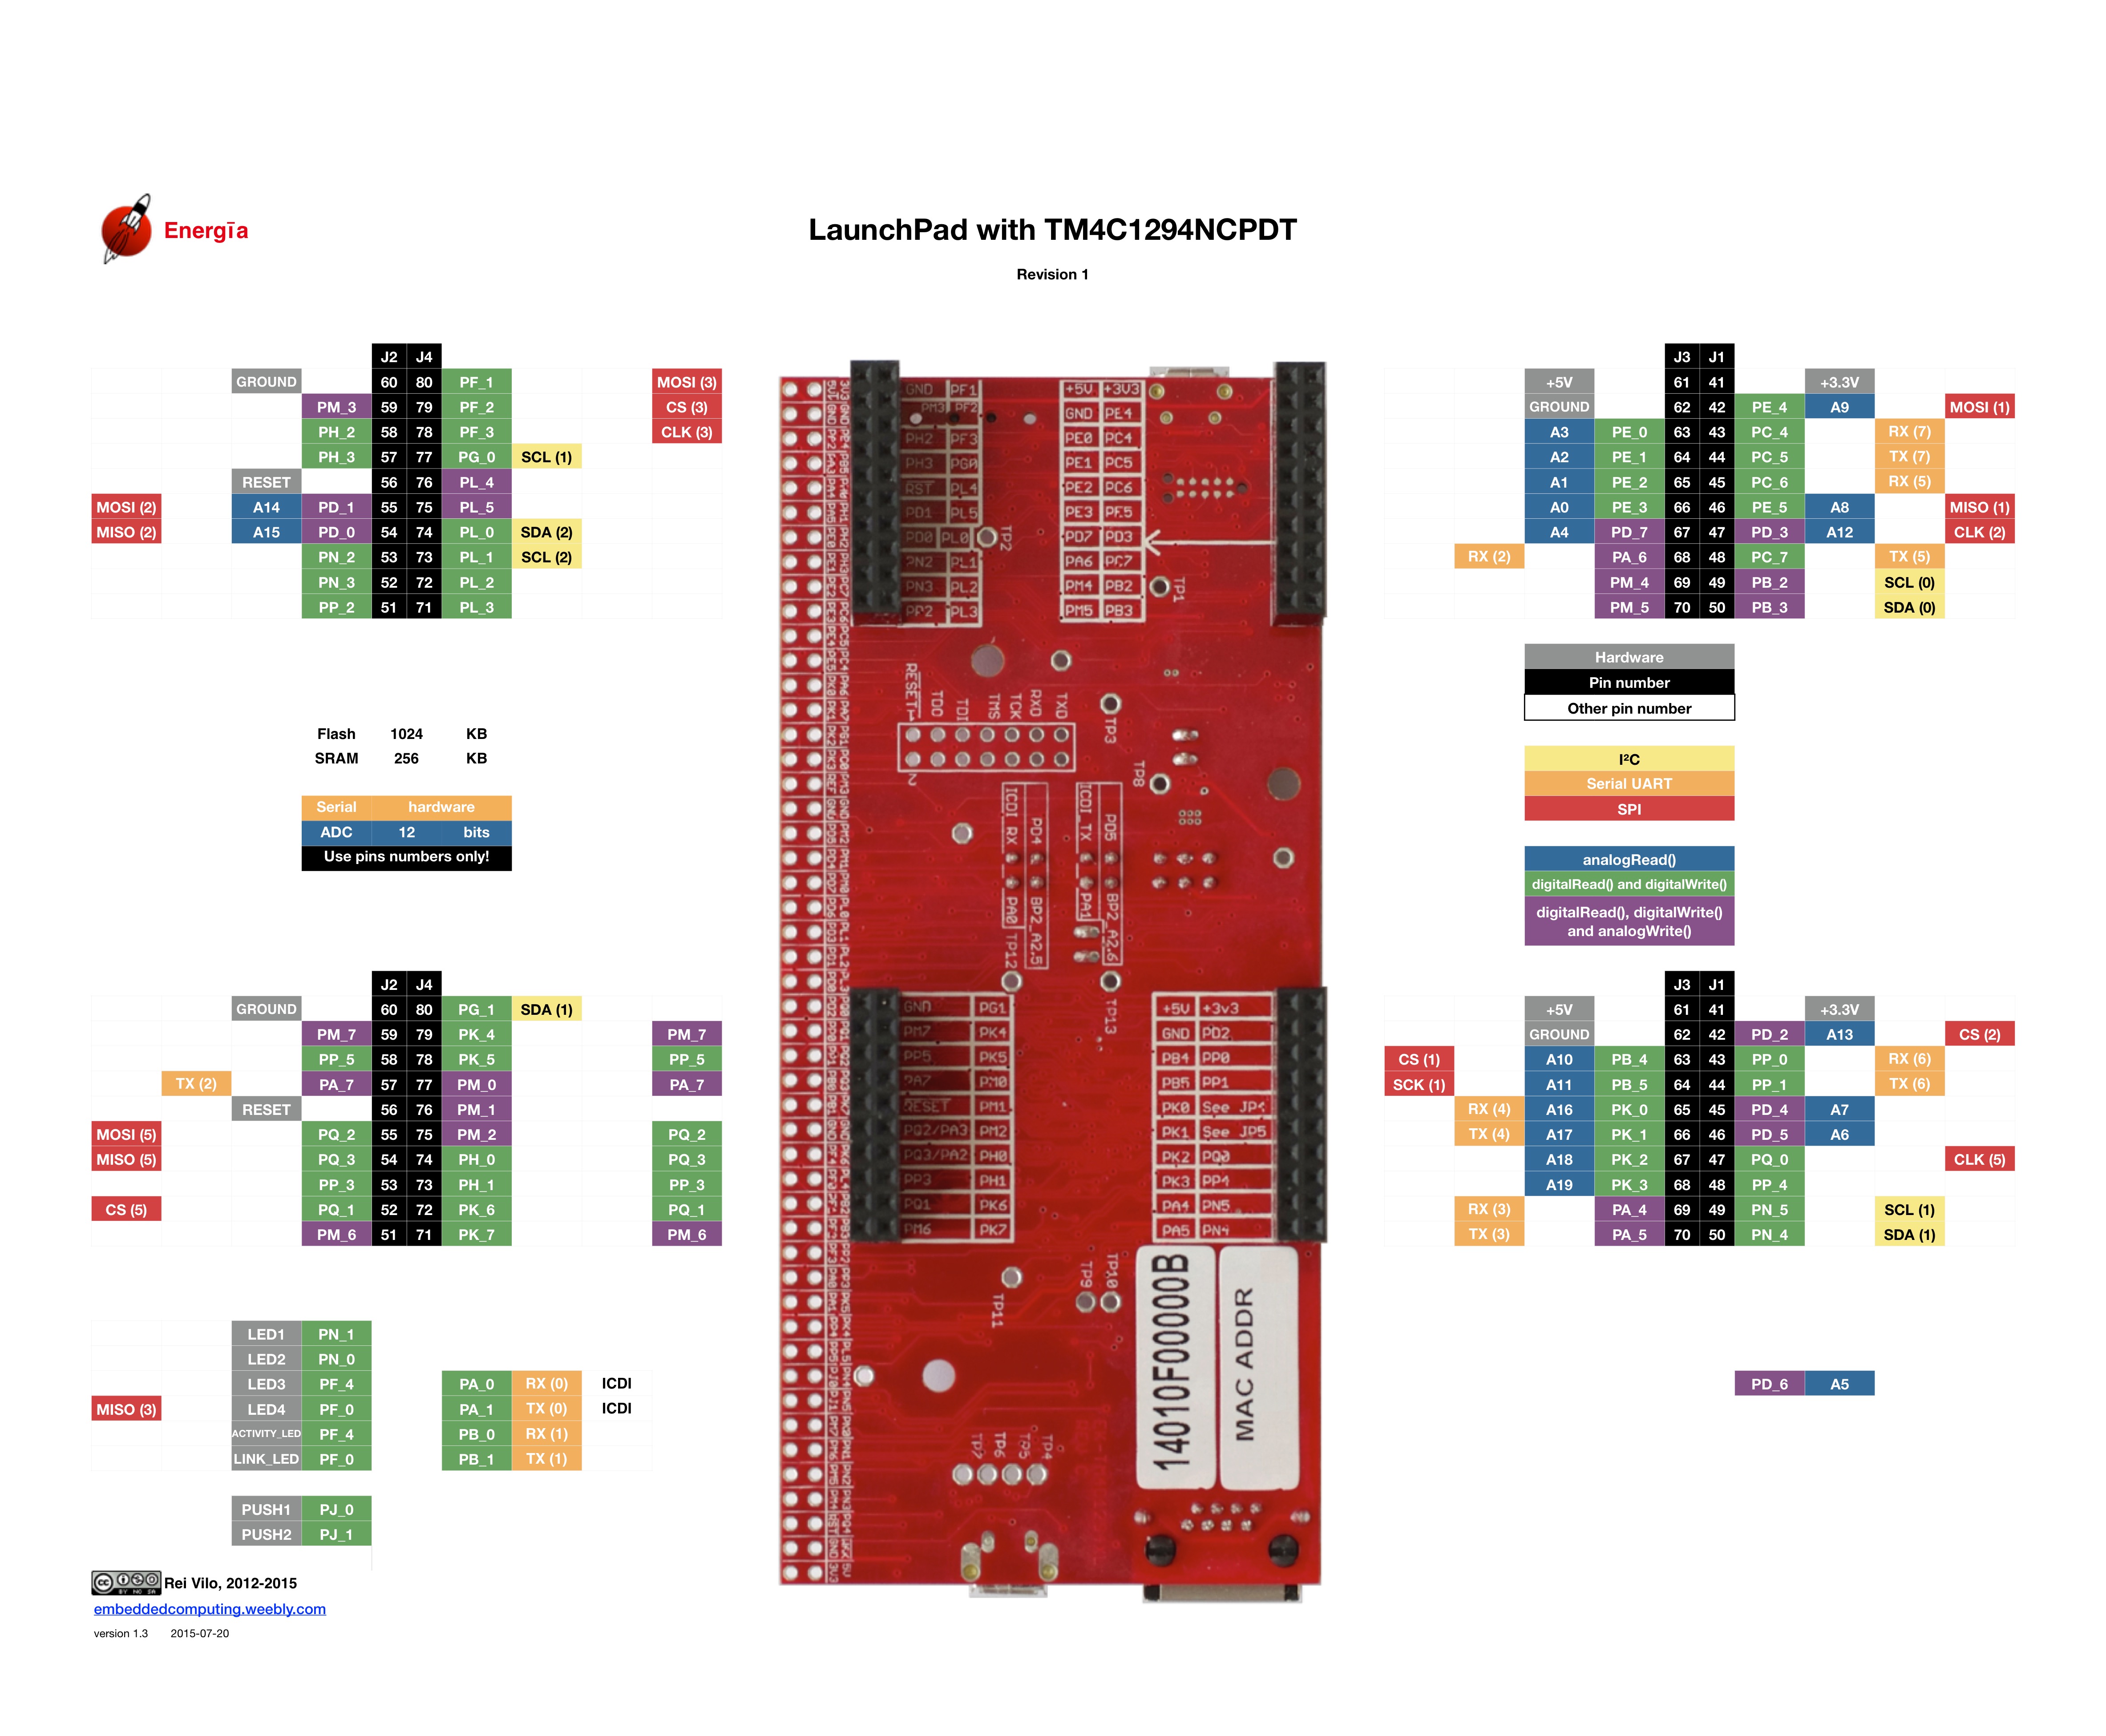 Energīa
LaunchPad with TM4C1294NCPDT
Revision 1
J2 J4
GROUND 60 80 PF_1 MOSI (3)
PM_3 59 79 PF_2 CS (3)
PH_2 58 78 PF_3 CLK (3)
PH_3 57 77 PG_0 SCL (1)
RESET 56 76 PL_4
MOSI (2) A14 PD_1 55 75 PL_5
MISO (2) A15 PD_0 54 74 PL_0 SDA (2)
PN_2 53 73 PL_1 SCL (2)
PN_3 52 72 PL_2
PP_2 51 71 PL_3
Flash 1024 KB
SRAM 256 KB
Serial hardware
ADC 12 bits
Use pins numbers only!
J2 J4
GROUND 60 80 PG_1 SDA (1)
PM_7 59 79 PK_4 PM_7
PP_5 58 78 PK_5 PP_5
TX (2) PA_7 57 77 PM_0 PA_7
RESET 56 76 PM_1
MOSI (5) PQ_2 55 75 PM_2 PQ_2
MISO (5) PQ_3 54 74 PH_0 PQ_3
PP_3 53 73 PH_1 PP_3
CS (5) PQ_1 52 72 PK_6 PQ_1
PM_6 51 71 PK_7 PM_6
LED1 PN_1
LED2 PN_0
LED3 PF_4 PA_0 RX (0) ICDI
MISO (3) LED4 PF_0 PA_1 TX (0) ICDI
ACTIVITY_LED PF_4 PB_0 RX (1)
LINK_LED PF_0 PB_1 TX (1)
PUSH1 PJ_0
PUSH2 PJ_1
GND PF1
PM3 PF2
PH2 PF3
PH3 PG0
RST PL4
PD1 PL5
PD0 PL0
PN2 PL1
PN3 PL2
PP2 PL3
+5V +3V3
GND PE4
PE0 PC4
PE1 PC5
PE2 PC6
PE3 PE5
PD7 PD3
PA6 PC7
PM4 PB2
PM5 PB3
TP2
TP1
RESET
TDO
TDI
TMS
TCK
RXD
TXD
TP3
TP8
2
ICDI_RX PA0
PD4 BP2_A2.5
ICDI_TX PA1
PD5 BP2_A2.6
TP12
TP13
GND PG1
PM7 PK4
PP5 PK5
PA7 PM0
RESET PM1
PQ2/PA3 PM2
PQ3/PA2 PH0
PP3 PH1
PQ1 PK6
PM6 PK7
+5V +3v3
GND PD2
PB4 PP0
PB5 PP1
PK0 See JP4
PK1 See JP5
PK2 PQ0
PK3 PP4
PA4 PN5
PA5 PN4
TP11
TP9
TP10
14010F00000B
MAC ADDR
TP7
TP6
TP5
TP4
J3 J1
+5V 61 41 +3.3V
GROUND 62 42 PE_4 A9 MOSI (1)
A3 PE_0 63 43 PC_4 RX (7)
A2 PE_1 64 44 PC_5 TX (7)
A1 PE_2 65 45 PC_6 RX (5)
A0 PE_3 66 46 PE_5 A8 MISO (1)
A4 PD_7 67 47 PD_3 A12 CLK (2)
RX (2) PA_6 68 48 PC_7 TX (5)
PM_4 69 49 PB_2 SCL (0)
PM_5 70 50 PB_3 SDA (0)
Hardware
Pin number
Other pin number
I²C
Serial UART
SPI
analogRead()
digitalRead() and digitalWrite()
digitalRead(), digitalWrite()
and analogWrite()
J3 J1
+5V 61 41 +3.3V
GROUND 62 42 PD_2 A13 CS (2)
CS (1) A10 PB_4 63 43 PP_0 RX (6)
SCK (1) A11 PB_5 64 44 PP_1 TX (6)
RX (4) A16 PK_0 65 45 PD_4 A7
TX (4) A17 PK_1 66 46 PD_5 A6
A18 PK_2 67 47 PQ_0 CLK (5)
A19 PK_3 68 48 PP_4
RX (3) PA_4 69 49 PN_5 SCL (1)
TX (3) PA_5 70 50 PN_4 SDA (1)
PD_6 A5
cc BY NC SA Rei Vilo, 2012-2015
embeddedcomputing.weebly.com
version 1.3 2015-07-20